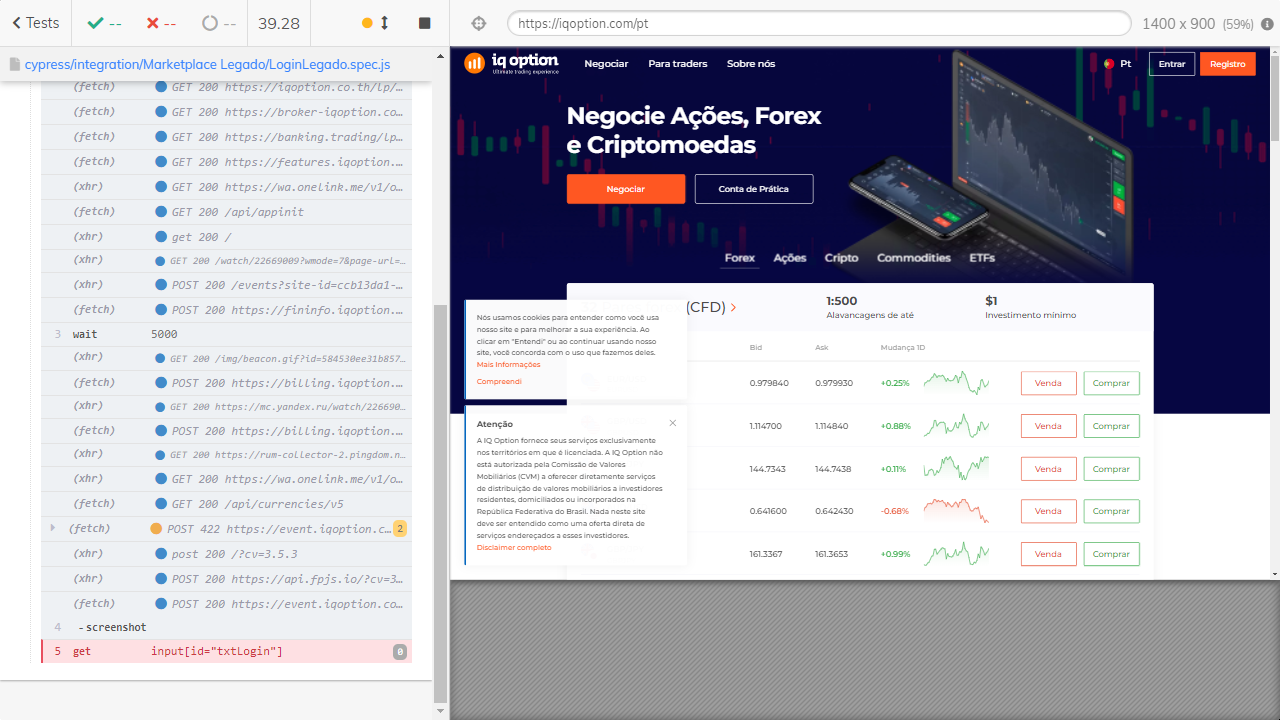 Tests
--
--
--
39.28
https://iqoption.com/pt
1400 x 900 (59%)
cypress/integration/Marketplace Legado/LoginLegado.spec.js
(fetch) GET 200 https://iqoption.co.th/lp/...
(fetch) GET 200 https://broker-iqoption.co...
(fetch) GET 200 https://banking.trading/lp...
(fetch) GET 200 https://features.iqoption....
(xhr) GET 200 https://wa.onelink.me/v1/o...
(fetch) GET 200 /api/appinit
(xhr) get 200 /
(xhr) GET 200 /watch/22669009?wmode=7&page-url=...
(xhr) POST 200 /events?site-id=ccb13da1-...
(xhr) POST 200 https://fininfo.iqoption.c...
3 wait 5000
(xhr) GET 200 /img/beacon.gif?id=584530ee31b857...
(xhr) POST 200 https://billing.iqoption.c...
(xhr) GET 200 https://mc.yandex.ru/watch/226690...
(xhr) POST 200 https://billing.iqoption.c...
(xhr) GET 200 https://rum-collector-2.pingdom.n...
(xhr) GET 200 https://wa.onelink.me/v1/o...
(fetch) GET 200 /api/currencies/v5
(fetch) POST 422 https://event.iqoption.c... 2
(xhr) post 200 /?cv=3.5.3
(xhr) POST 200 https://api.fpjs.io/?cv=3...
(fetch) POST 200 https://event.iqoption.co...
4 -screenshot
5 get input[id="txtLogin"] 0
iq option
Ultimate trading experience
Negociar Para traders Sobre nós
Pt Entrar Registro
Negocie Ações, Forex
e Criptomoedas
Negociar Conta de Prática
Forex Ações Cripto Commodities ETFs
(CFD)
1:500
Alavancagens de até
$1
Investimento mínimo
Bid Ask Mudança 1D
0.979840 0.979930 +0.25% Venda Comprar
1.114700 1.114840 +0.88% Venda Comprar
144.7343 144.7438 +0.11% Venda Comprar
0.641600 0.642430 -0.68% Venda Comprar
161.3367 161.3653 +0.99% Venda Comprar
Nós usamos cookies para entender como você usa
nosso site e para melhorar a sua experiência. Ao
clicar em "Entendi" ou ao continuar usando nosso
site, você concorda com o uso que fazemos deles.
Mais Informações
Compreendi
Atenção
A IQ Option fornece seus serviços exclusivamente
nos territórios em que é licenciada. A IQ Option não
está autorizada pela Comissão de Valores
Mobiliários (CVM) a oferecer diretamente serviços
de distribuição de valores mobiliários a investidores
residentes, domiciliados ou incorporados na
República Federativa do Brasil. Nada neste site
deve ser entendido como uma oferta direta de
serviços endereçados a esses investidores.
Disclaimer completo